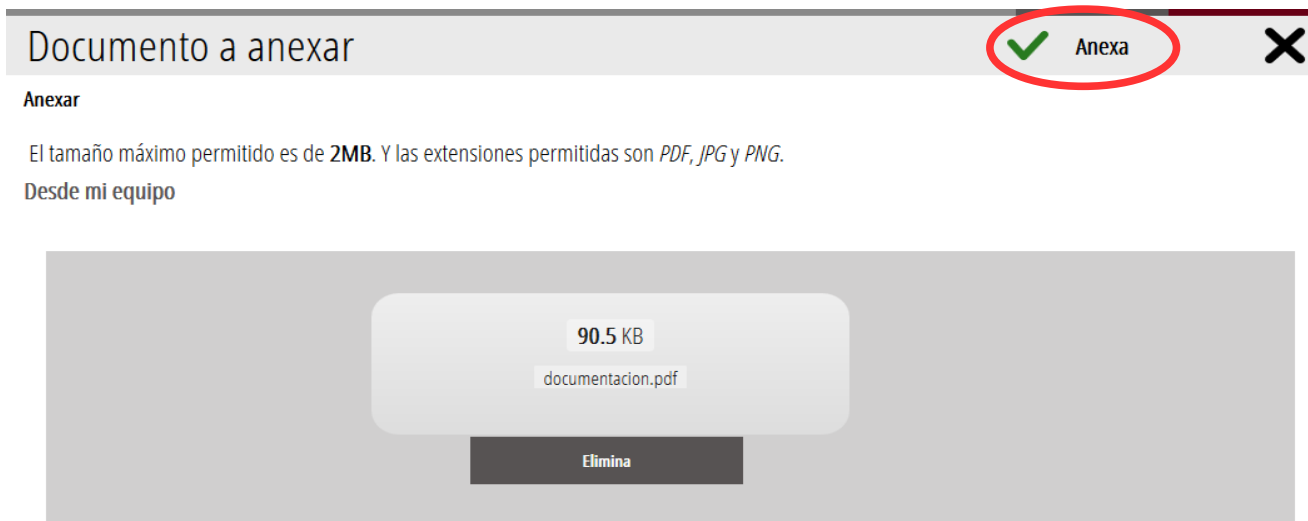 Documento a anexar
Anexa
Anexar
El tamaño máximo permitido es de 2MB. Y las extensiones permitidas son PDF, JPG y PNG.
Desde mi equipo
90.5 KB
documentacion.pdf
Elimina